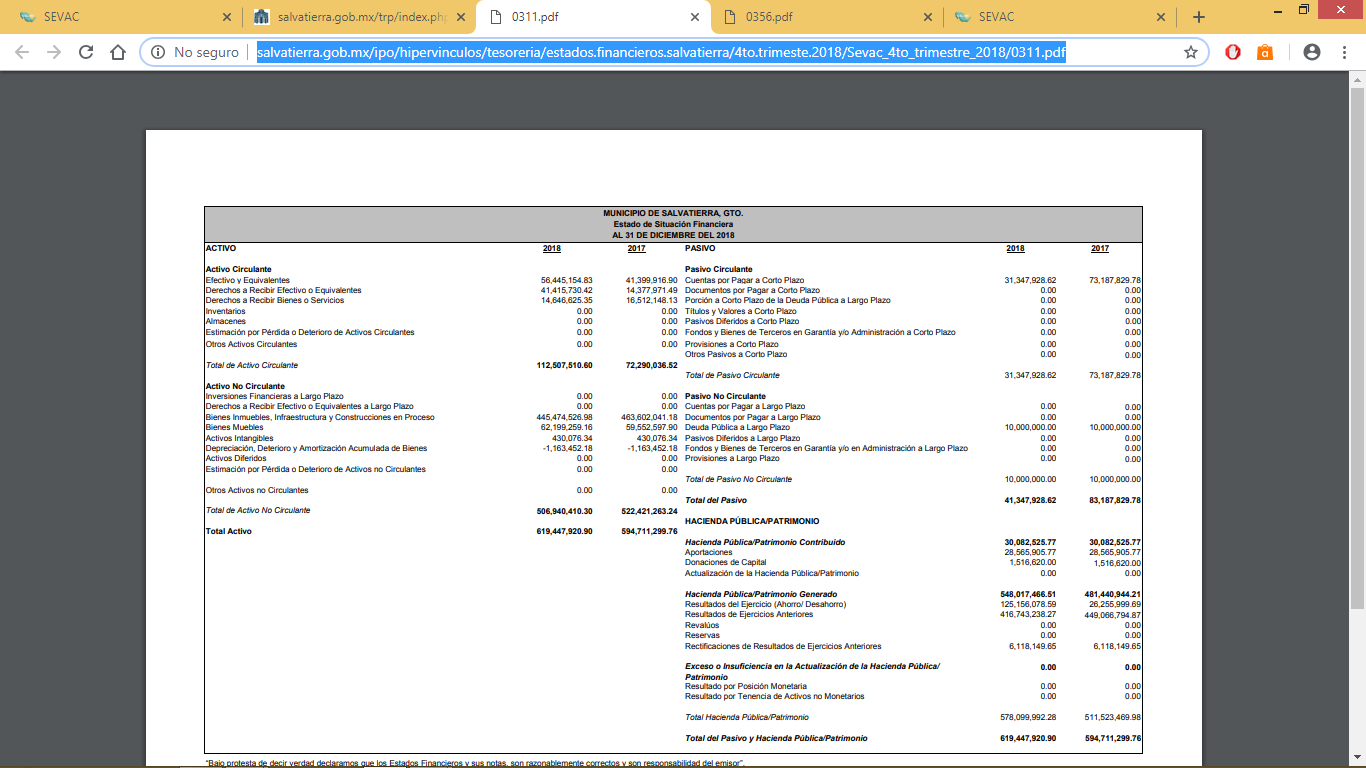 SEVAC
salvatierra.gob.mx/trp/index.ph
0311.pdf
0356.pdf
SEVAC
No seguro
salvatierra.gob.mx/ipo/hipervinculos/tesoreria/estados.financieros.salvatierra/4to.trimeste.2018/Sevac_4to_trimestre_2018/0311.pdf
MUNICIPIO DE SALVATIERRA, GTO.
Estado de Situación Financiera
AL 31 DE DICIEMBRE DEL 2018
ACTIVO 2018 2017 PASIVO 2018 2017
Activo Circulante Pasivo Circulante
Efectivo y Equivalentes 56,445,154.83 41,399,916.90 Cuentas por Pagar a Corto Plazo 31,347,928.62 73,187,829.78
Derechos a Recibir Efectivo o Equivalentes 41,415,730.42 14,377,971.49 Documentos por Pagar a Corto Plazo 0.00 0.00
Derechos a Recibir Bienes o Servicios 14,646,625.35 16,512,148.13 Porción a Corto Plazo de la Deuda Pública a Largo Plazo 0.00 0.00
Inventarios 0.00 0.00 Títulos y Valores a Corto Plazo 0.00 0.00
Almacenes 0.00 0.00 Pasivos Diferidos a Corto Plazo 0.00 0.00
Estimación por Pérdida o Deterioro de Activos Circulantes 0.00 0.00 Fondos y Bienes de Terceros en Garantía y/o Administración a Corto Plazo 0.00 0.00
Otros Activos Circulantes 0.00 0.00 Provisiones a Corto Plazo 0.00 0.00
Otros Pasivos a Corto Plazo 0.00 0.00
Total de Activo Circulante 112,507,510.60 72,290,036.52
Total de Pasivo Circulante 31,347,928.62 73,187,829.78
Activo No Circulante
Inversiones Financieras a Largo Plazo 0.00 0.00 Pasivo No Circulante
Derechos a Recibir Efectivo o Equivalentes a Largo Plazo 0.00 0.00 Cuentas por Pagar a Largo Plazo 0.00 0.00
Bienes Inmuebles, Infraestructura y Construcciones en Proceso 445,474,526.98 463,602,041.18 Documentos por Pagar a Largo Plazo 0.00 0.00
Bienes Muebles 62,199,259.16 59,552,597.90 Deuda Pública a Largo Plazo 10,000,000.00 10,000,000.00
Activos Intangibles 430,076.34 430,076.34 Pasivos Diferidos a Largo Plazo 0.00 0.00
Depreciación, Deterioro y Amortización Acumulada de Bienes -1,163,452.18 -1,163,452.18 Fondos y Bienes de Terceros en Garantía y/o en Administración a Largo Plazo 0.00 0.00
Activos Diferidos 0.00 0.00 Provisiones a Largo Plazo 0.00 0.00
Estimación por Pérdida o Deterioro de Activos no Circulantes 0.00 0.00
Total de Pasivo No Circulante 10,000,000.00 10,000,000.00
Otros Activos no Circulantes 0.00 0.00
Total del Pasivo 41,347,928.62 83,187,829.78
Total de Activo No Circulante 506,940,410.30 522,421,263.24
HACIENDA PÚBLICA/PATRIMONIO
Total Activo 619,447,920.90 594,711,299.76
Hacienda Pública/Patrimonio Contribuido 30,082,525.77 30,082,525.77
Aportaciones 28,565,905.77 28,565,905.77
Donaciones de Capital 1,516,620.00 1,516,620.00
Actualización de la Hacienda Pública/Patrimonio 0.00 0.00
Hacienda Pública/Patrimonio Generado 548,017,466.51 481,440,944.21
Resultados del Ejercicio (Ahorro/ Desahorro) 125,156,078.59 26,255,999.69
Resultados de Ejercicios Anteriores 416,743,238.27 449,066,794.87
Revalúos 0.00 0.00
Reservas 0.00 0.00
Rectificaciones de Resultados de Ejercicios Anteriores 6,118,149.65 6,118,149.65
Exceso o Insuficiencia en la Actualización de la Hacienda Pública/ 0.00 0.00
Patrimonio
Resultado por Posición Monetaria 0.00 0.00
Resultado por Tenencia de Activos no Monetarios 0.00 0.00
Total Hacienda Pública/Patrimonio 578,099,992.28 511,523,469.98
Total del Pasivo y Hacienda Pública/Patrimonio 619,447,920.90 594,711,299.76
"Bajo protesta de decir verdad declaramos que los Estados Financieros y sus notas, son razonablemente correctos y son responsabilidad del emisor".